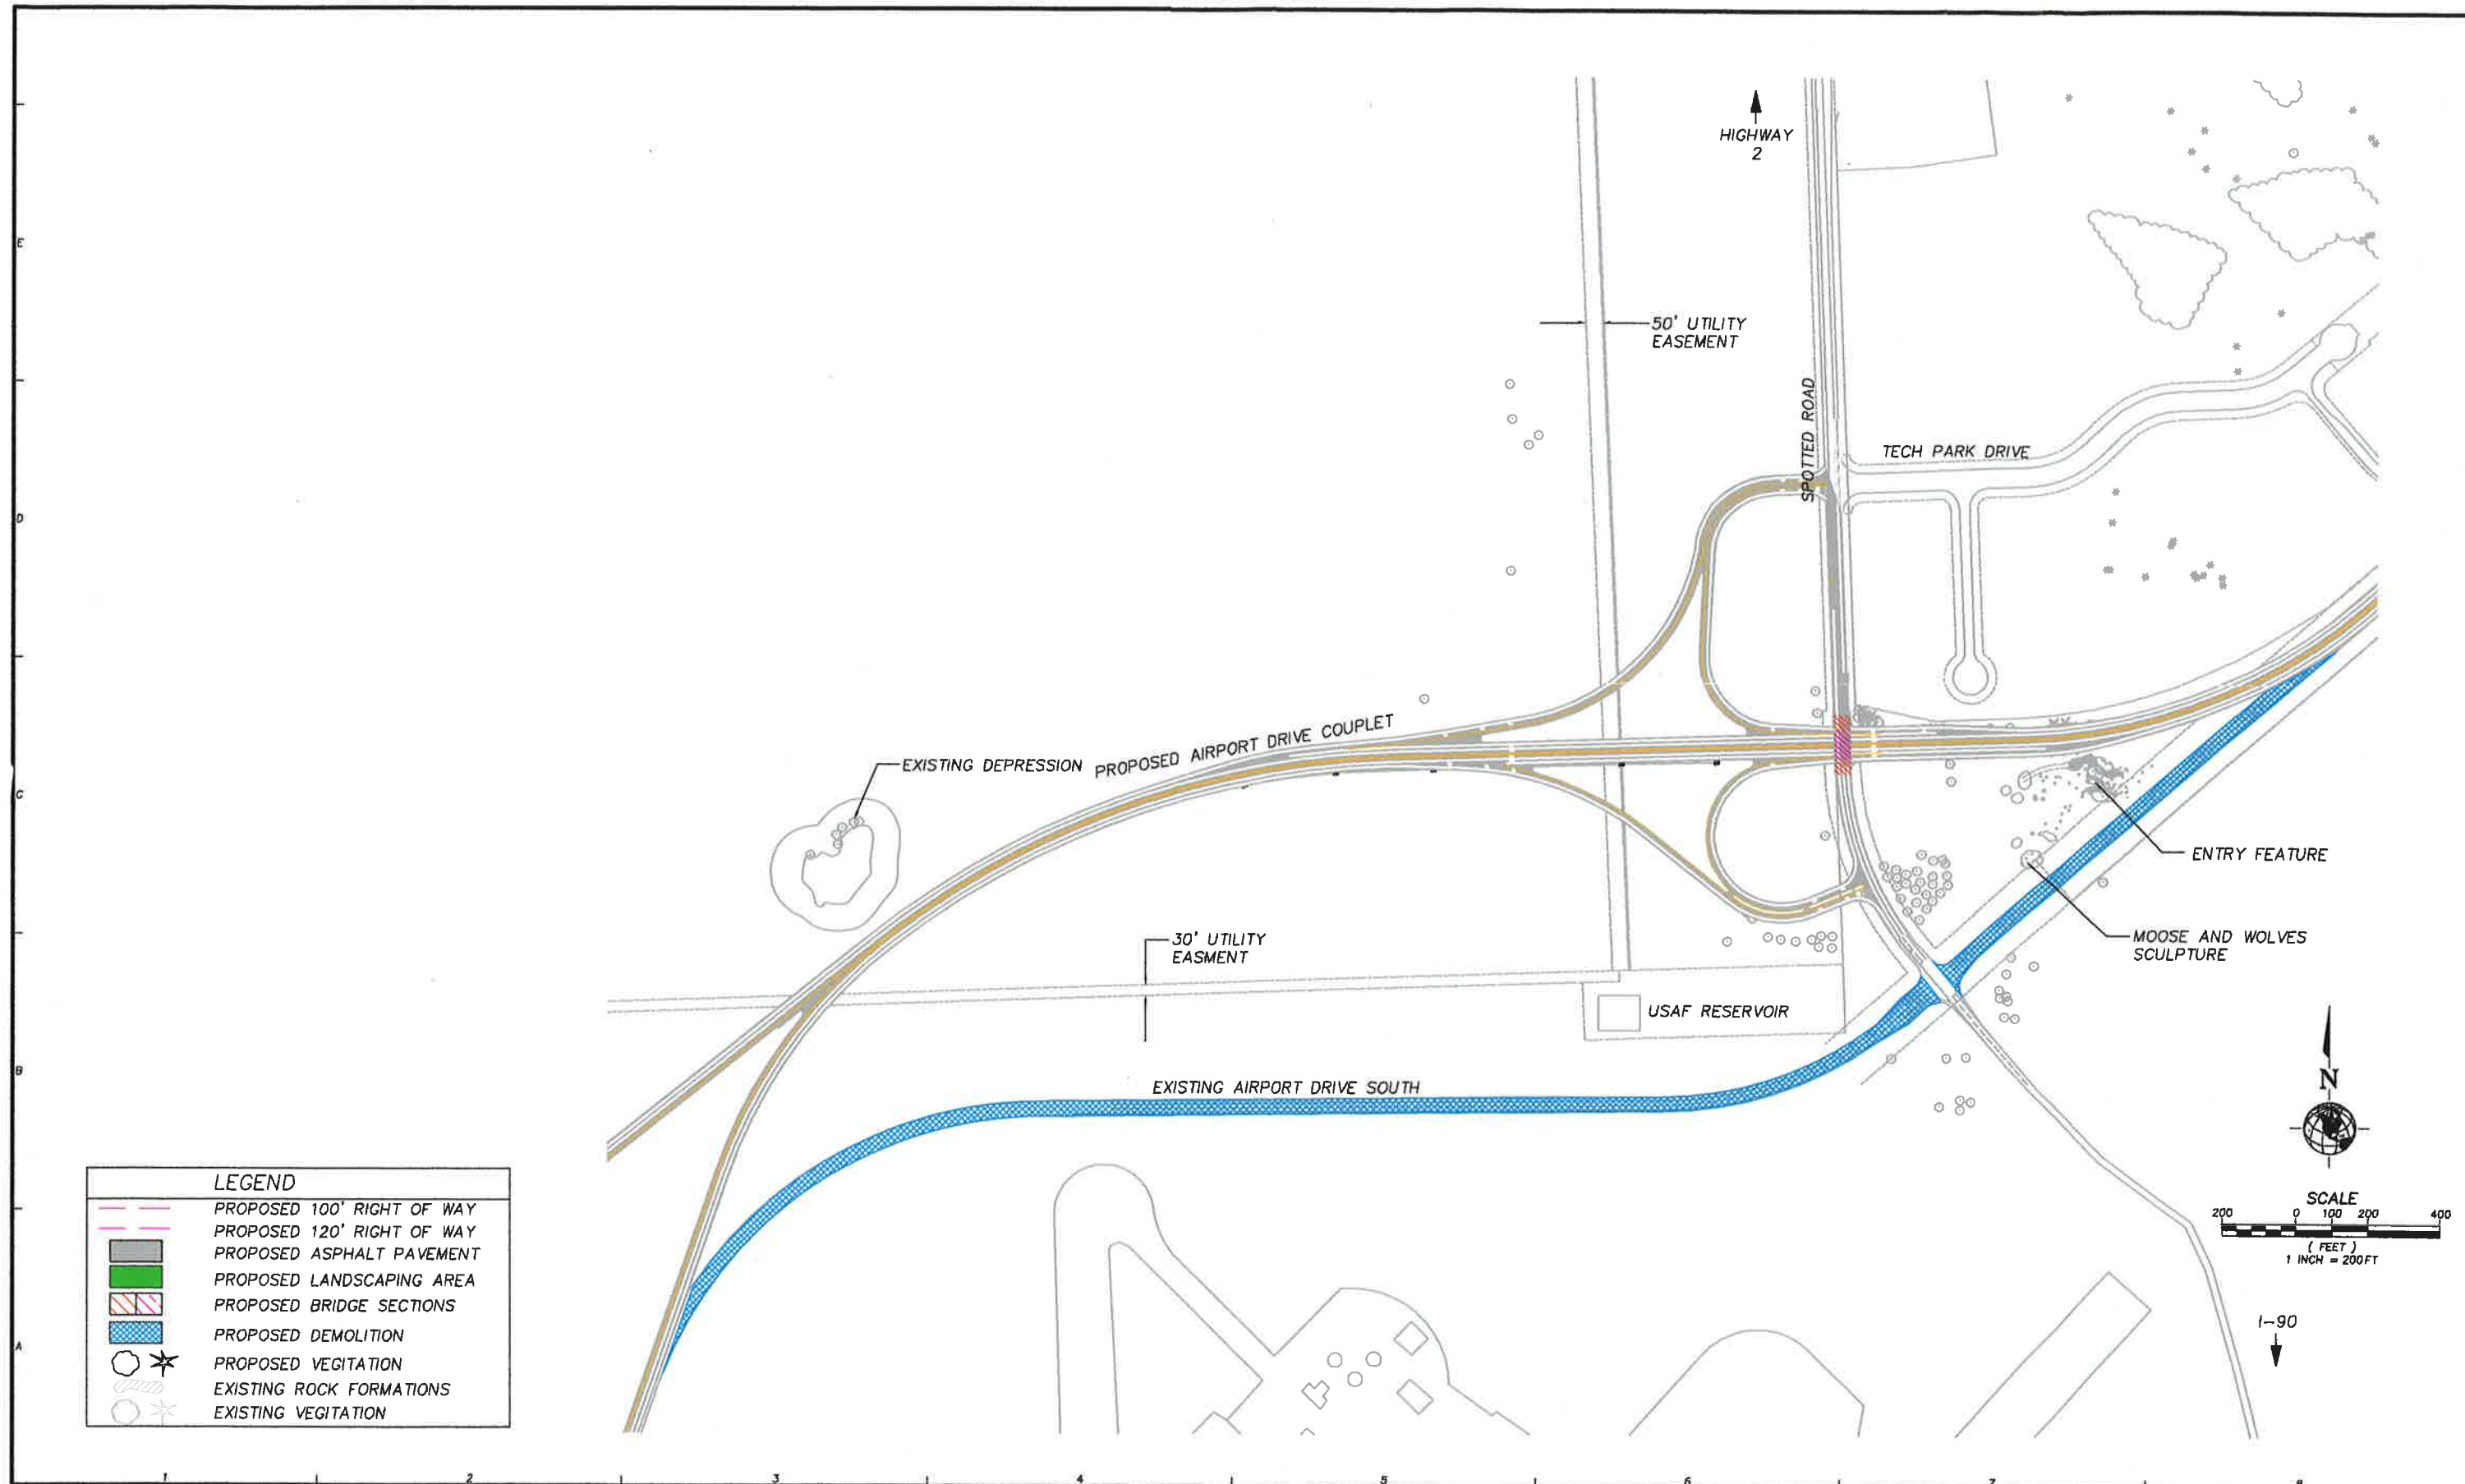 HIGHWAY
2
50' UTILITY
EASEMENT
SPOTTED ROAD
TECH PARK DRIVE
E
D
PROPOSED AIRPORT DRIVE COUPLET
EXISTING DEPRESSION
C
ENTRY FEATURE
30' UTILITY
EASMENT
MOOSE AND WOLVES
SCULPTURE
USAF RESERVOIR
B
EXISTING AIRPORT DRIVE SOUTH
N
LEGEND
PROPOSED 100' RIGHT OF WAY
PROPOSED 120' RIGHT OF WAY
PROPOSED ASPHALT PAVEMENT
PROPOSED LANDSCAPING AREA
PROPOSED BRIDGE SECTIONS
PROPOSED DEMOLITION
PROPOSED VEGITATION
EXISTING ROCK FORMATIONS
EXISTING VEGITATION
SCALE
200 0 100 200 400
( FEET )
1 INCH = 200FT
I-90
A
1 2 3 4 5 6 7 8